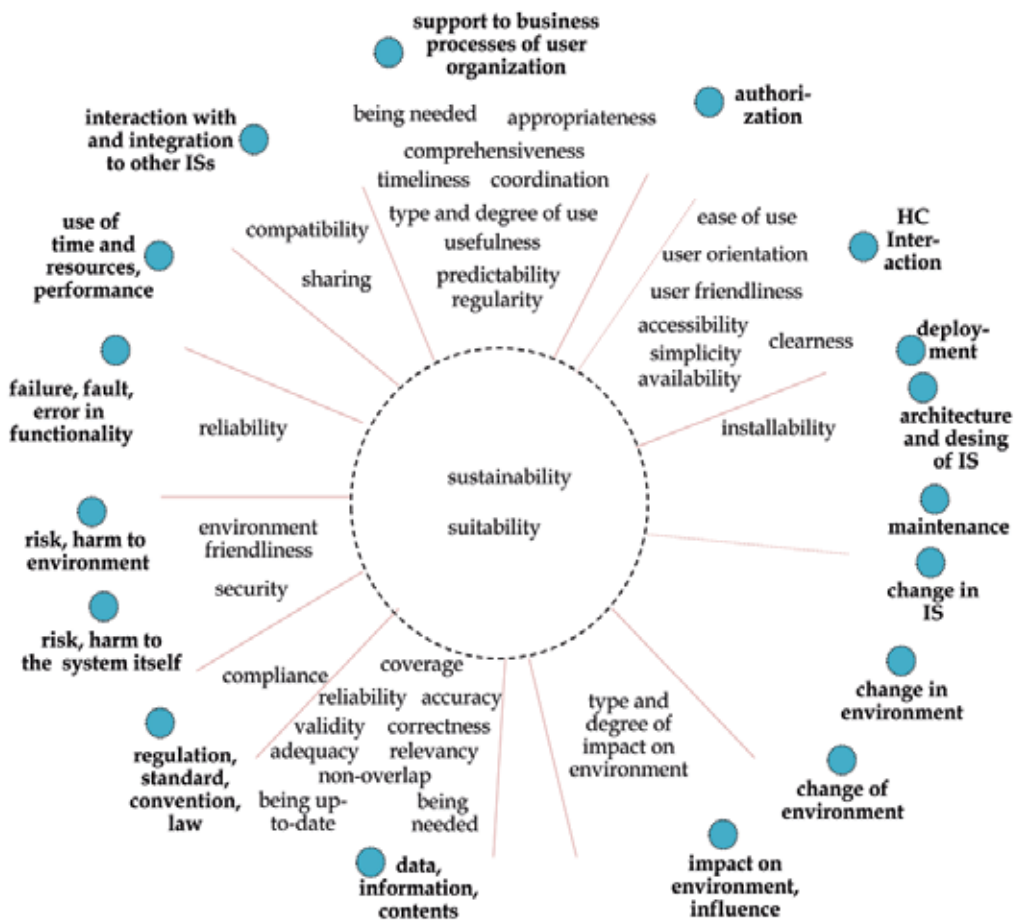 support to business
processes of user
organization
authori-
zation
interaction with
and integration
to other ISs
being needed
appropriateness
comprehensiveness
timeliness
coordination
type and degree of use
usefulness
predictability
regularity
use of
time and
resources,
performance
compatibility
sharing
ease of use
user orientation
user friendliness
accessibility
simplicity
availability
clearness
HC
Inter-
action
deploy-
ment
failure, fault,
error in
functionality
reliability
installability
architecture
and desing
of IS
sustainability
suitability
maintenance
risk, harm to
environment
environment
friendliness
security
change in
IS
risk, harm to
the system itself
compliance
coverage
reliability
accuracy
validity
correctness
adequacy
relevancy
non-overlap
being up-
to-date
being
needed
type and
degree of
impact on
environment
change in
environment
regulation,
standard,
convention,
law
change of
environment
data,
information,
contents
impact on
environment,
influence